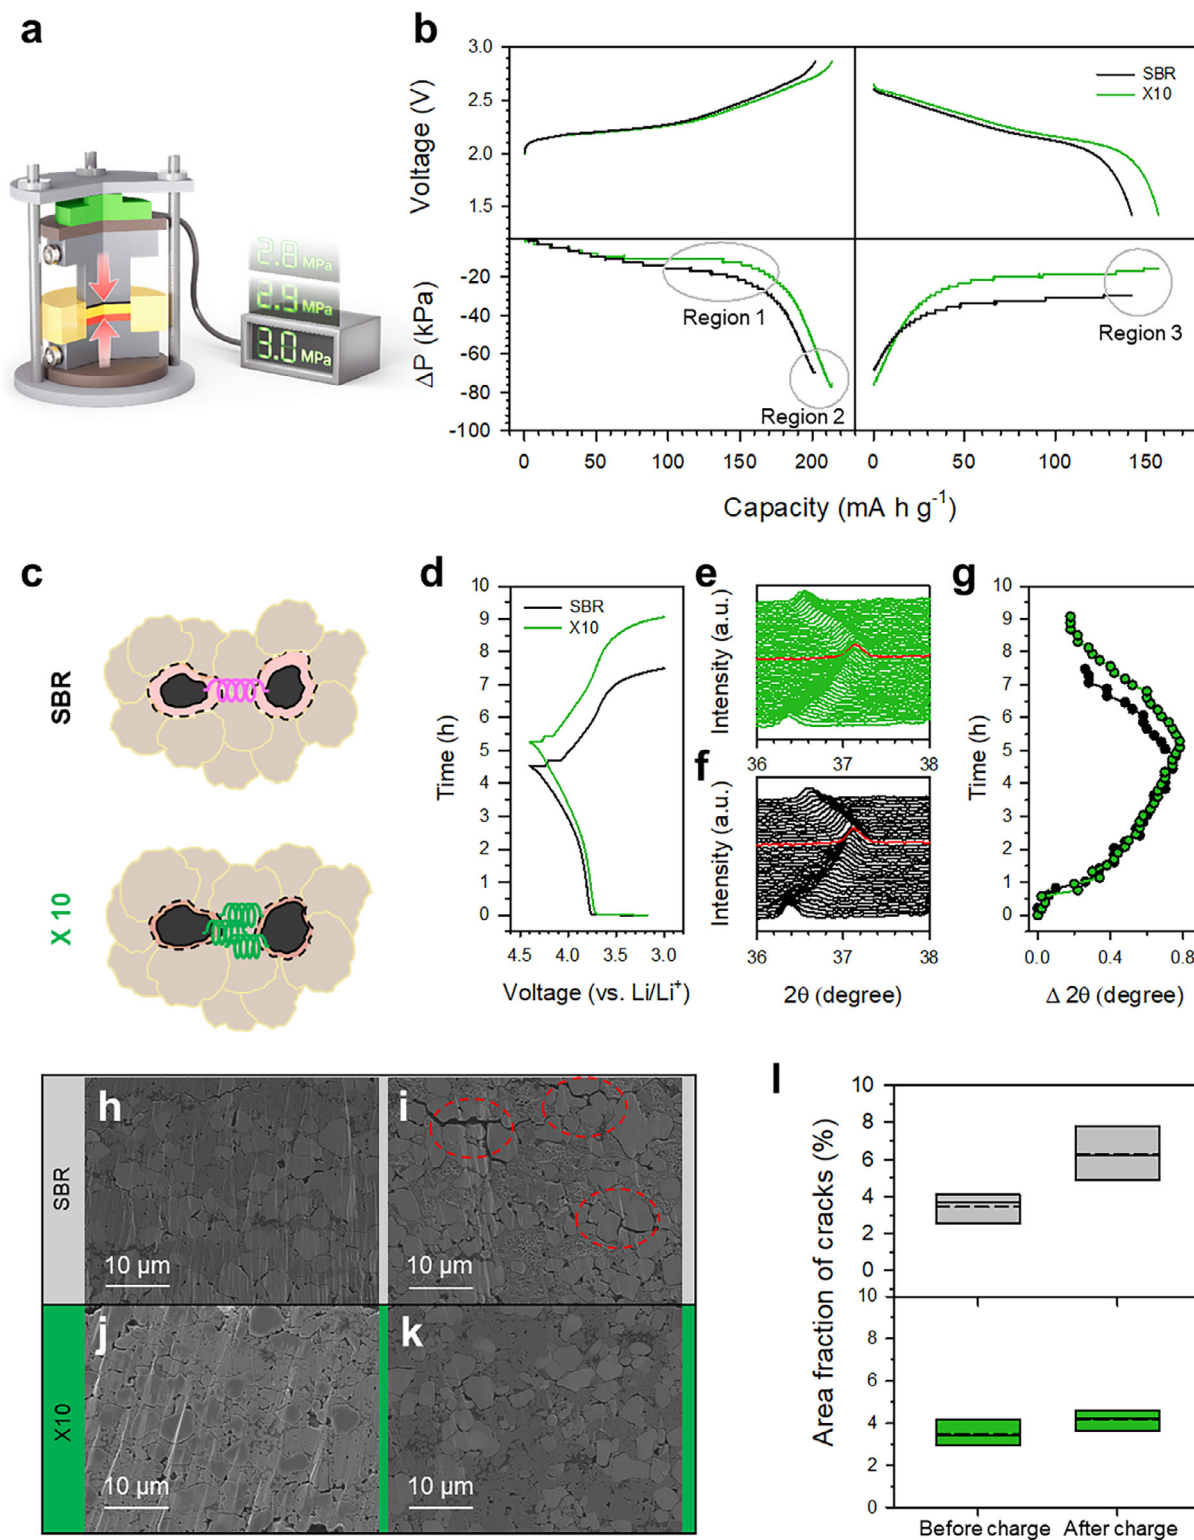 a
2.8 MPa
2.9 MPa
3.0 MPa
b
Voltage (V)
3.0
2.5
2.0
1.5
SBR
X10
ΔP (kPa)
-20
-40
-60
-80
-100
Region 1
Region 2
Region 3
0 50 100 150 200 0 50 100 150
Capacity (mA h g⁻¹)
c
SBR
X 10
d
Time (h)
10
9
8
7
6
5
4
3
2
1
0
SBR
X10
4.5 3.8 3.0
Voltage (vs. Li/Li⁺)
e
Intensity (a.u.)
36 37 38
f
Intensity (a.u.)
36 37 38
2θ (degree)
g
Time (h)
10
9
8
7
6
5
4
3
2
1
0
0.0 0.4 0.8
Δ 2θ (degree)
SBR
h
10 µm
i
10 µm
X10
j
10 µm
k
10 µm
l
Area fraction of cracks (%)
10
8
6
4
2
0
10
8
6
4
2
0
Before charge After charge